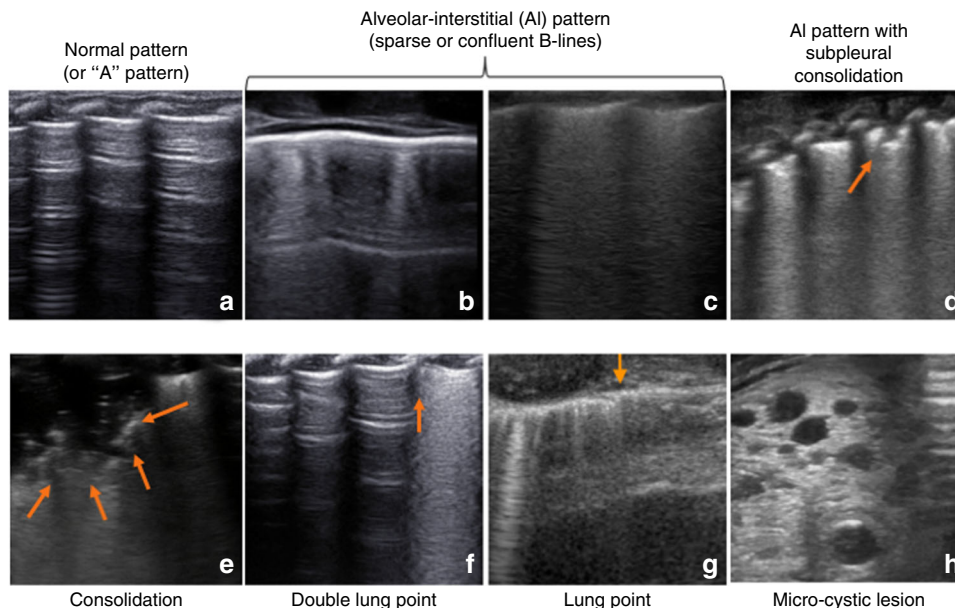 Normal pattern
(or “A” pattern)
Alveolar-interstitial (AI) pattern
(sparse or confluent B-lines)
AI pattern with
subpleural
consolidation
a
b
c
d
e
f
g
h
Consolidation
Double lung point
Lung point
Micro-cystic lesion